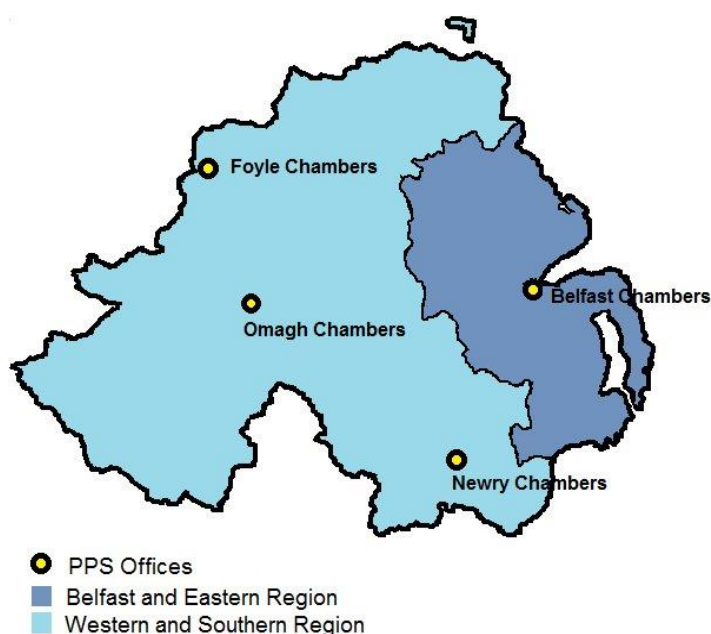 Foyle Chambers
Belfast Chambers
Omagh Chambers
Newry Chambers
PPS Offices
Belfast and Eastern Region
Western and Southern Region